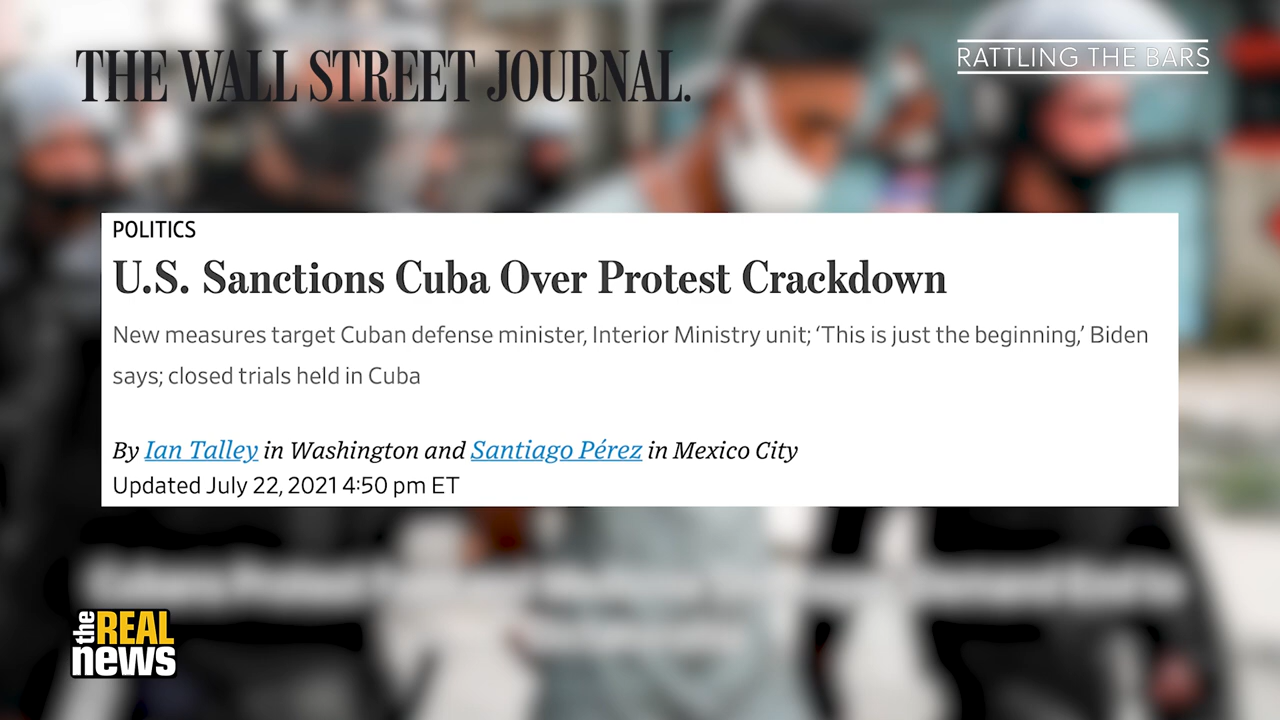 THE WALL STREET JOURNAL.
RATTLING THE BARS
POLITICS
U.S. Sanctions Cuba Over Protest Crackdown
New measures target Cuban defense minister, Interior Ministry unit; ‘This is just the beginning,’ Biden
says; closed trials held in Cuba
By Ian Talley in Washington and Santiago Pérez in Mexico City
Updated July 22, 2021 4:50 pm ET
the REAL
news